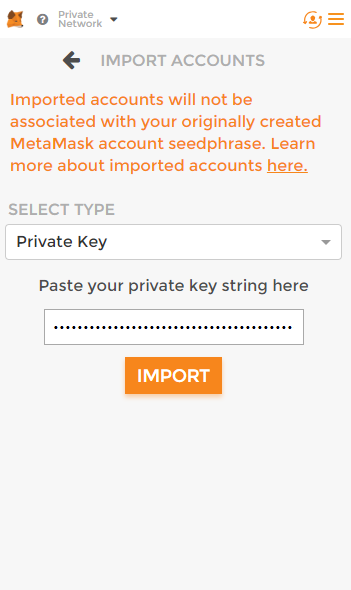 Private
Network
IMPORT ACCOUNTS
Imported accounts will not be
associated with your originally created
MetaMask account seedphrase. Learn
more about imported accounts here.
SELECT TYPE
Private Key
Paste your private key string here
IMPORT